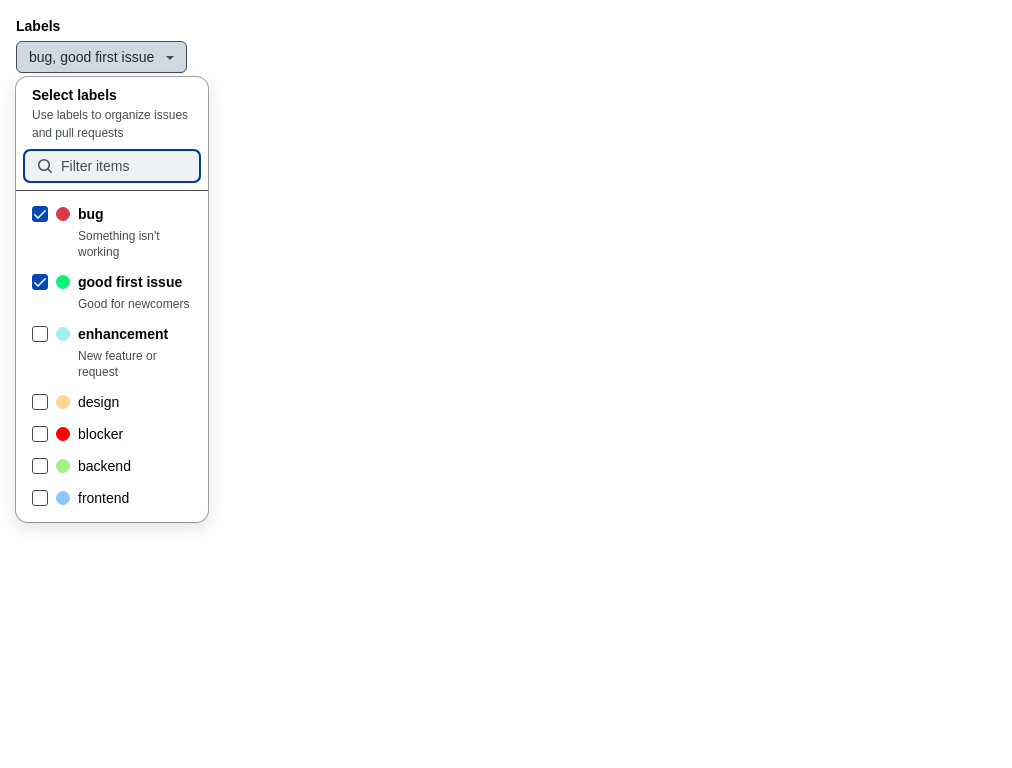 Labels
bug, good first issue
Select labels
Use labels to organize issues
and pull requests
Filter items
bug
Something isn't
working
good first issue
Good for newcomers
enhancement
New feature or
request
design
blocker
backend
frontend